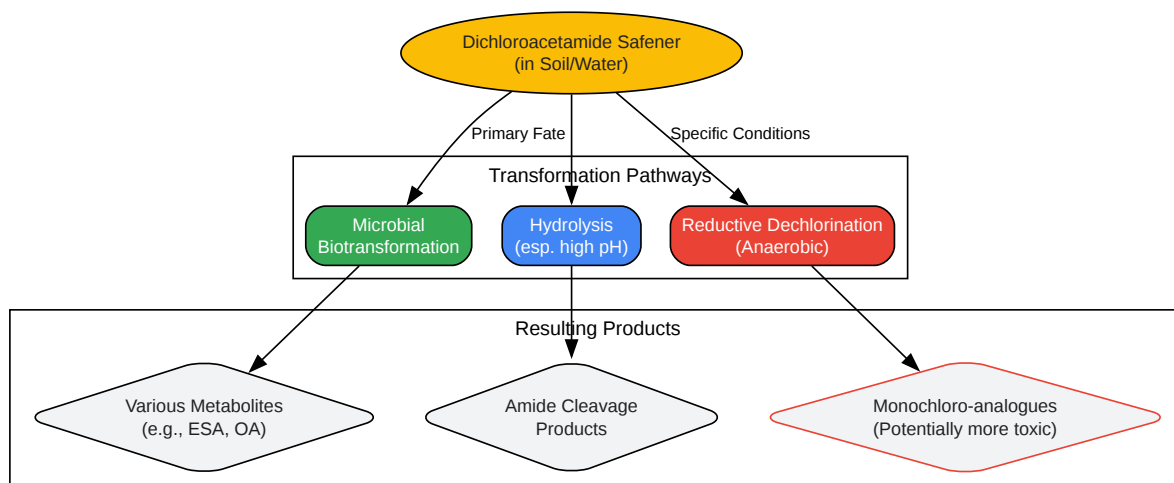 Dichloroacetamide Safener
(in Soil/Water)
Primary Fate
Specific Conditions
Transformation Pathways
Microbial
Biotransformation
Hydrolysis
(esp. high pH)
Reductive Dechlorination
(Anaerobic)
Resulting Products
Various Metabolites
(e.g., ESA, OA)
Amide Cleavage
Products
Monochloro-analogues
(Potentially more toxic)